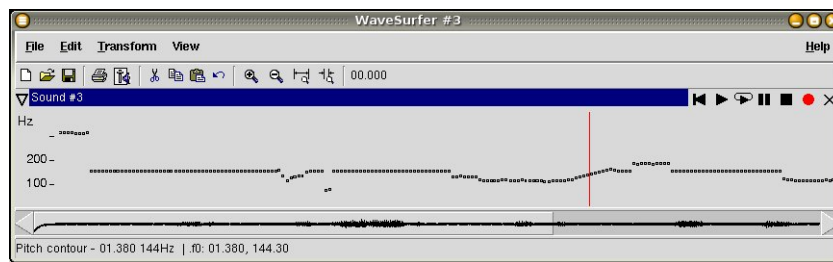 WaveSurfer #3
File Edit Transform View Help
00.000
Sound #3
Hz
200
100
Pitch contour - 01.380 144Hz | .f0: 01.380, 144.30